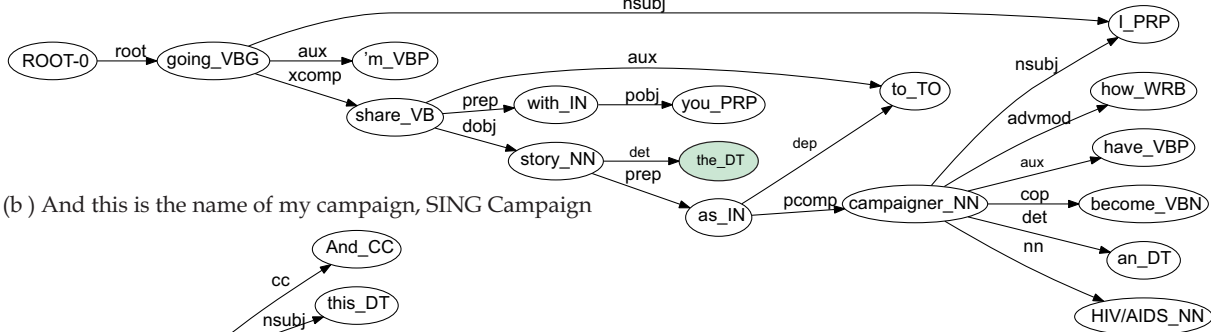 nsubj
I_PRP
ROOT-0
root
going_VBG
aux
'm_VBP
xcomp
aux
nsubj
share_VB
prep
with_IN
pobj
you_PRP
to_TO
how_WRB
advmod
dobj
story_NN
det
the_DT
dep
aux
have_VBP
prep
as_IN
pcomp
campaigner_NN
cop
become_VBN
det
an_DT
nn
HIV/AIDS_NN
(b ) And this is the name of my campaign, SING Campaign
And_CC
cc
this_DT
nsubj